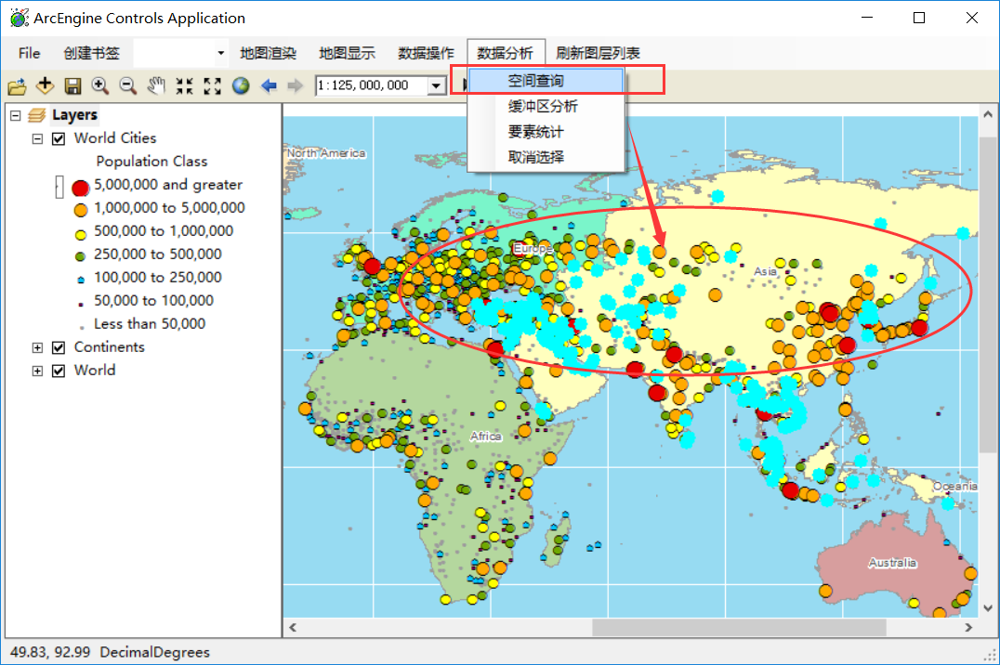 ArcEngine Controls Application
File 创建书签 地图渲染 地图显示 数据操作 数据分析 刷新图层列表
空间查询
缓冲区分析
要素统计
取消选择
1:125,000,000
Layers
World Cities
Population Class
5,000,000 and greater
1,000,000 to 5,000,000
500,000 to 1,000,000
250,000 to 500,000
100,000 to 250,000
50,000 to 100,000
Less than 50,000
Continents
World
North America
Europe
Asia
Africa
Oceania
Australia
49.83, 92.99 DecimalDegrees